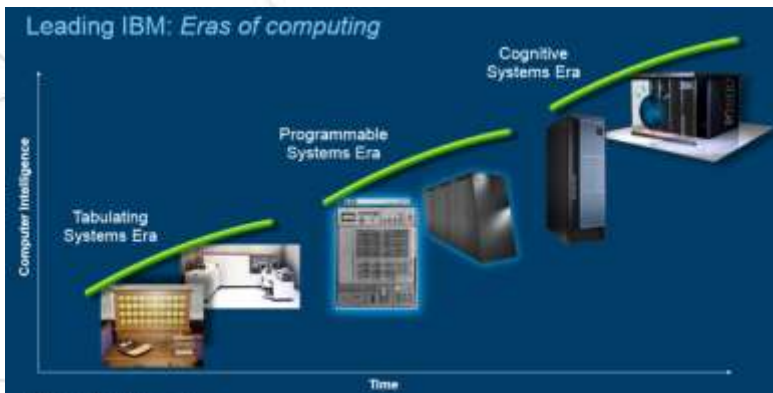 Leading IBM: Eras of computing
Cognitive
Systems Era
Programmable
Systems Era
Tabulating
Systems Era
Computer Intelligence
Time